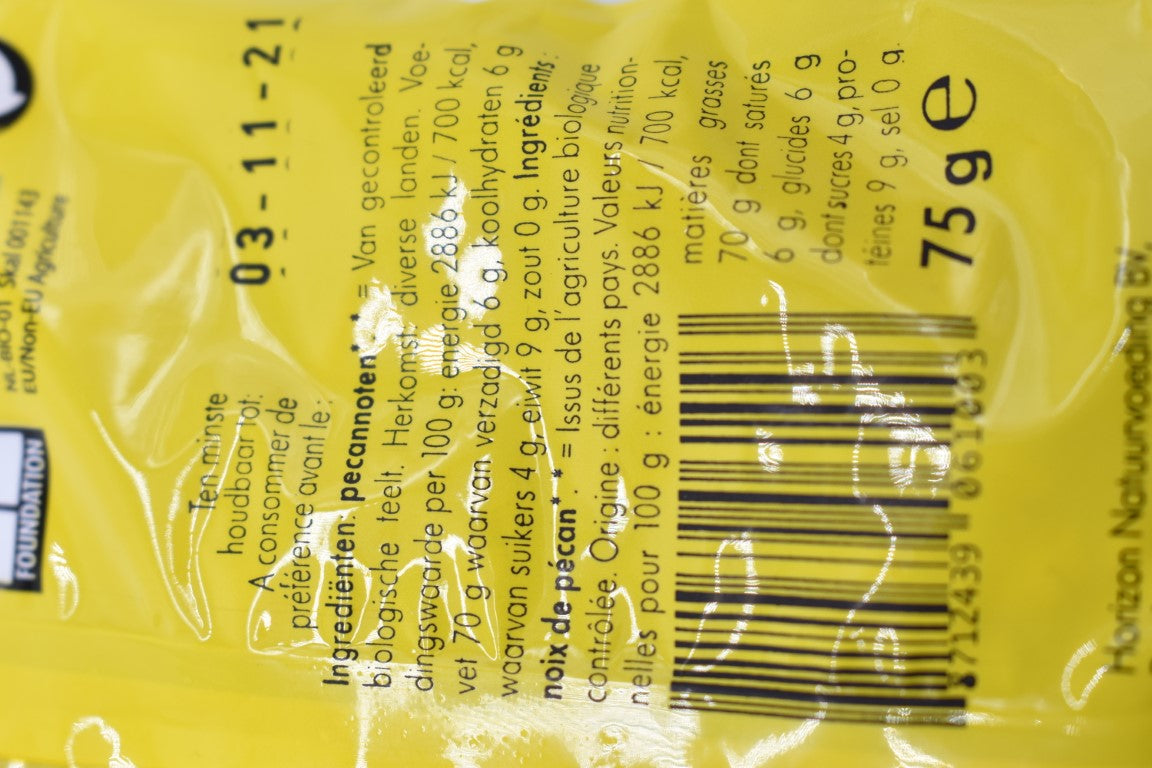 NL-BIO-01 Skal 001143
EU/Non-EU Agriculture
FOUNDATION
Ten minste
houdbaar tot:
A consommer de
préférence avant le :
03-11-21
Ingrediënten: pecannoten* * = Van gecontroleerd
biologische teelt. Herkomst: diverse landen. Voe-
dingswaarde per 100 g: energie 2886 kJ / 700 kcal,
vet 70 g waarvan verzadigd 6 g, koolhydraten 6 g
waarvan suikers 4 g, eiwit 9 g, zout 0 g. Ingrédients:
noix de pécan*. * = Issus de l'agriculture biologique
contrôlée. Origine : différents pays. Valeurs nutrition-
nelles pour 100 g : énergie 2886 kJ / 700 kcal,
matières grasses
70 g dont saturés
6 g, glucides 6 g
dont sucres 4 g, pro-
téines 9 g, sel 0 g.
75 g e
8 712439 061003
Horizon Natuurvoeding BV,